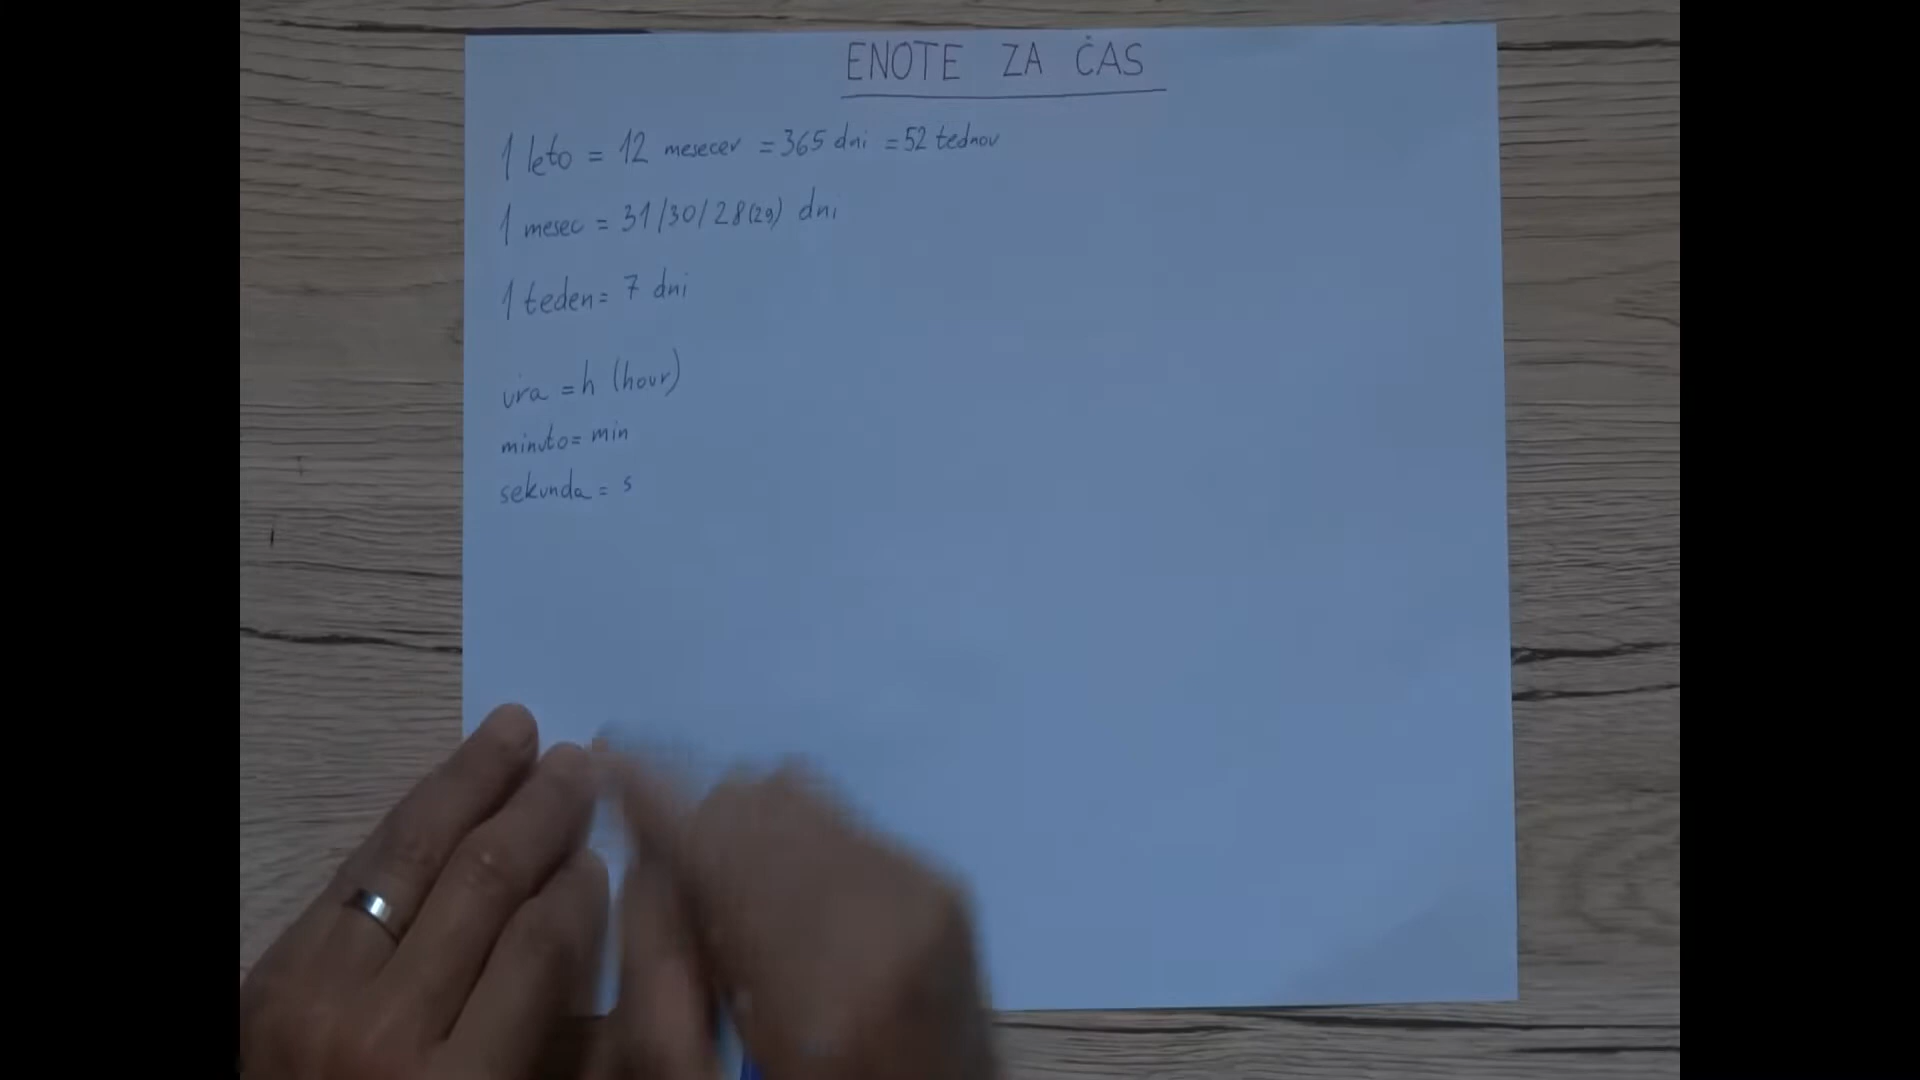 ENOTE ZA ČAS
1 leto = 12 mesecev = 365 dni = 52 tednov
1 mesec = 31/30/28(29) dni
1 teden = 7 dni
ura = h (hour)
minuto = min
sekunda = s